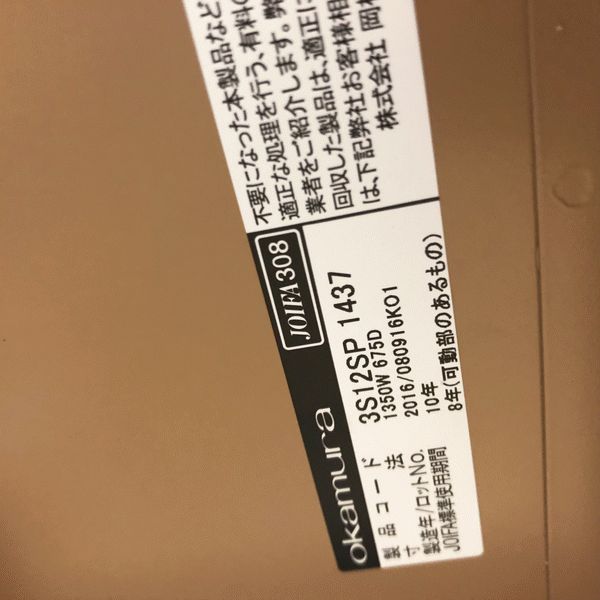 不要になった本製品など
適正な処理を行う、有料の
業者をご紹介します。弊
回収した製品は、適正に
は、下記弊社お客様相
株式会社 岡村
okamura JOIFA308
製品コード 3S12SP 1437
寸 法 1350W 675D
製造年/ロットNo. 2016/080916K01
JOIFA標準使用期間 10年
8年(可動部のあるもの)